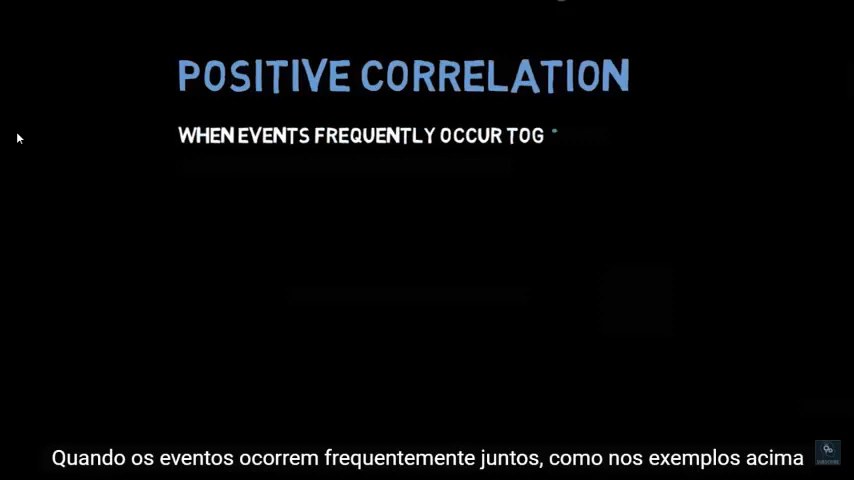 POSITIVE CORRELATION
WHEN EVENTS FREQUENTLY OCCUR TOG
Quando os eventos ocorrem frequentemente juntos, como nos exemplos acima